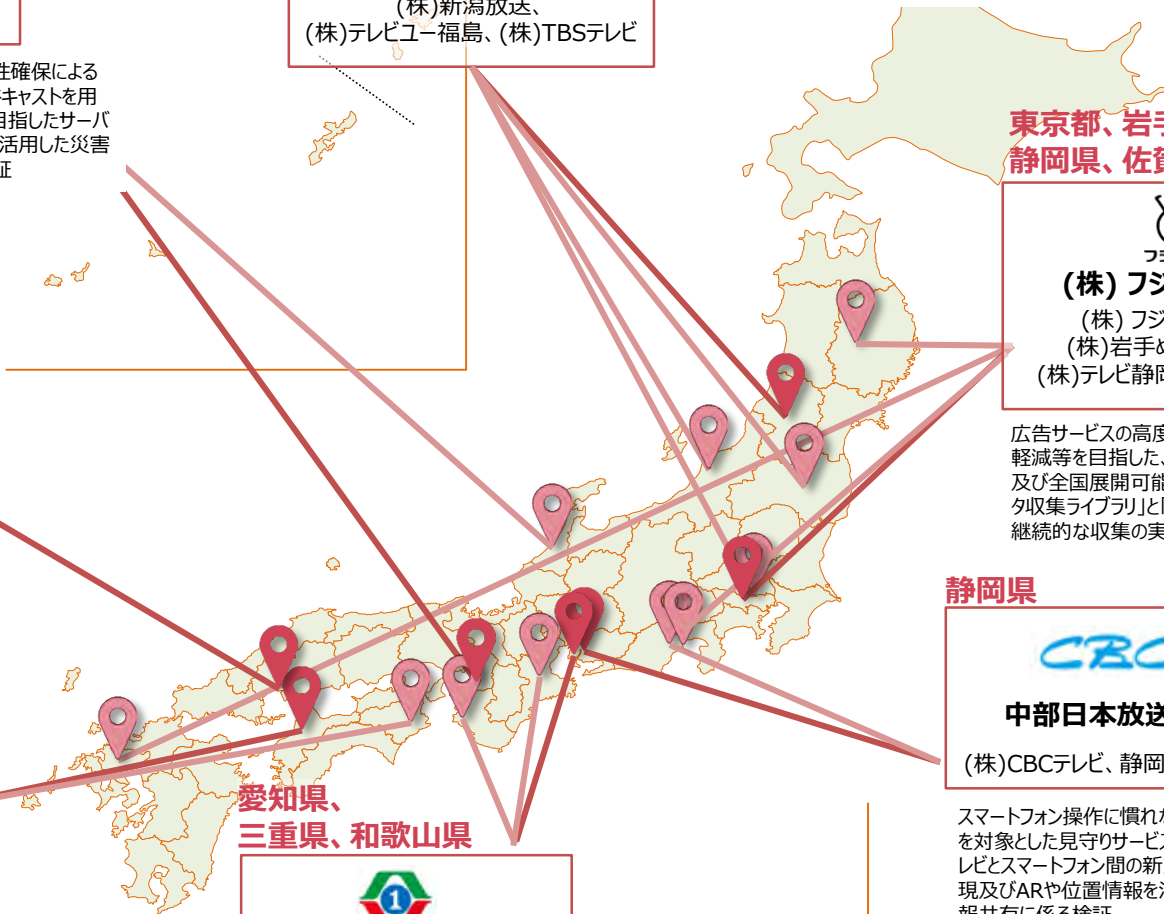 (株)新潟放送、
(株)テレビユー福島、(株)TBSテレビ
性確保による
キャストを用
目指したサーバ
活用した災害
証
東京都、岩手
静岡県、佐賀
(株) フジ
(株) フジ
(株)岩手め
(株)テレビ静岡
広告サービスの高度
軽減等を目指した、
及び全国展開可能
タ収集ライブラリ」と
継続的な収集の実
静岡県
CBC
中部日本放送
(株)CBCテレビ、静岡
スマートフォン操作に慣れ
を対象とした見守りサービス
レビとスマートフォン間の新
現及びARや位置情報を
報共有に係る検証
愛知県、
三重県、和歌山県
1